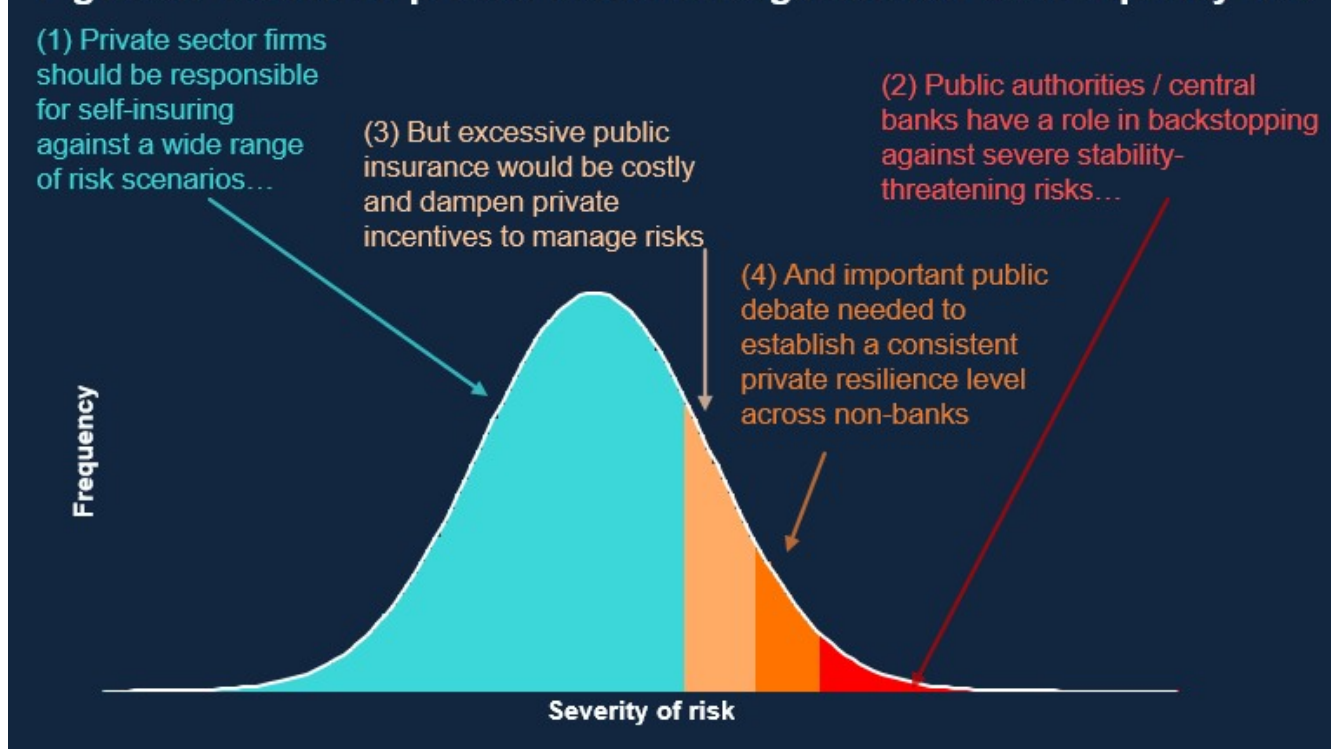 (1) Private sector firms
should be responsible
for self-insuring
against a wide range
of risk scenarios…
(3) But excessive public
insurance would be costly
and dampen private
incentives to manage risks
(2) Public authorities / central
banks have a role in backstopping
against severe stability-
threatening risks…
(4) And important public
debate needed to
establish a consistent
private resilience level
across non-banks
Frequency
Severity of risk